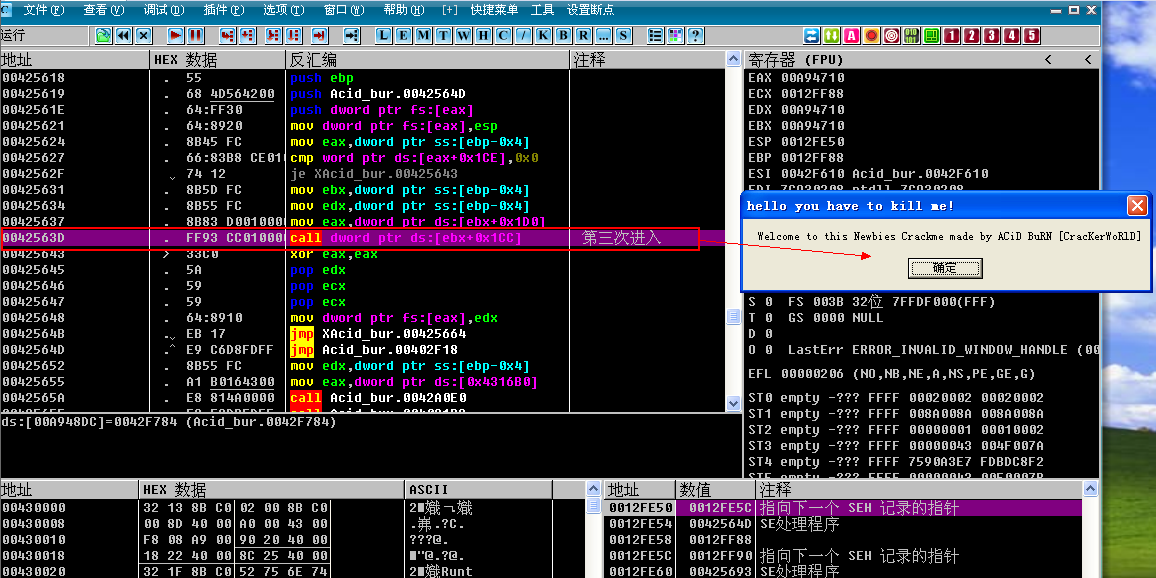 文件(F) 查看(V) 调试(D) 插件(P) 选项(T) 窗口(W) 帮助(H) [+] 快捷菜单 工具 设置断点
运行 L E M T W H C / K B R ... S ? A 1 2 3 4 5
地址 HEX 数据 反汇编 注释
00425618 . 55 push ebp
00425619 . 68 4D564200 push Acid_bur.0042564D
0042561E . 64:FF30 push dword ptr fs:[eax]
00425621 . 64:8920 mov dword ptr fs:[eax],esp
00425624 . 8B45 FC mov eax,dword ptr ss:[ebp-0x4]
00425627 . 66:83B8 CE01 cmp word ptr ds:[eax+0x1CE],0x0
0042562F . 74 12 je XAcid_bur.00425643
00425631 . 8B5D FC mov ebx,dword ptr ss:[ebp-0x4]
00425634 . 8B55 FC mov edx,dword ptr ss:[ebp-0x4]
00425637 . 8B83 D001000 mov eax,dword ptr ds:[ebx+0x1D0]
0042563D . FF93 CC01000 call dword ptr ds:[ebx+0x1CC] 第三次进入
00425643 > 33C0 xor eax,eax
00425645 . 5A pop edx
00425646 . 59 pop ecx
00425647 . 59 pop ecx
00425648 . 64:8910 mov dword ptr fs:[eax],edx
0042564B . EB 17 jmp XAcid_bur.00425664
0042564D . E9 C6D8FDFF jmp Acid_bur.00402F18
00425652 . 8B55 FC mov edx,dword ptr ss:[ebp-0x4]
00425655 . A1 B0164300 mov eax,dword ptr ds:[0x4316B0]
0042565A . E8 814A0000 call Acid_bur.0042A0E0
ds:[00A948DC]=0042F784 (Acid_bur.0042F784)
寄存器 (FPU) < <
EAX 00A94710
ECX 0012FF88
EDX 00A94710
EBX 00A94710
ESP 0012FE50
EBP 0012FF88
ESI 0042F610 Acid_bur.0042F610
EDI 7C930208 ntdll.7C930208
hello you have to kill me!
Welcome to this Newbies Crackme made by ACiD BuRN [CracKerWoRlD]
确定
S 0 FS 003B 32位 7FFDF000(FFF)
T 0 GS 0000 NULL
D 0
O 0 LastErr ERROR_INVALID_WINDOW_HANDLE (00
EFL 00000206 (NO,NB,NE,A,NS,PE,GE,G)
ST0 empty -??? FFFF 00020002 00020002
ST1 empty -??? FFFF 008A008A 008A008A
ST2 empty -??? FFFF 00000001 00010002
ST3 empty -??? FFFF 00000043 004F007A
ST4 empty -??? FFFF 7590A3E7 FDBDC8F2
地址 HEX 数据 ASCII
00430000 32 13 8B C0 02 00 8B C0
00430008 00 8D 40 00 A0 00 43 00
00430010 F8 08 A9 00 90 20 40 00 ???@.
00430018 18 22 40 00 8C 25 40 00
00430020 32 1F 8B C0 52 75 6E 74
地址 数值 注释
0012FE50 0012FE5C 指向下一个 SEH 记录的指针
0012FE54 0042564D SE处理程序
0012FE58 0012FF88
0012FE5C 0012FF90 指向下一个 SEH 记录的指针
0012FE60 00425693 SE处理程序